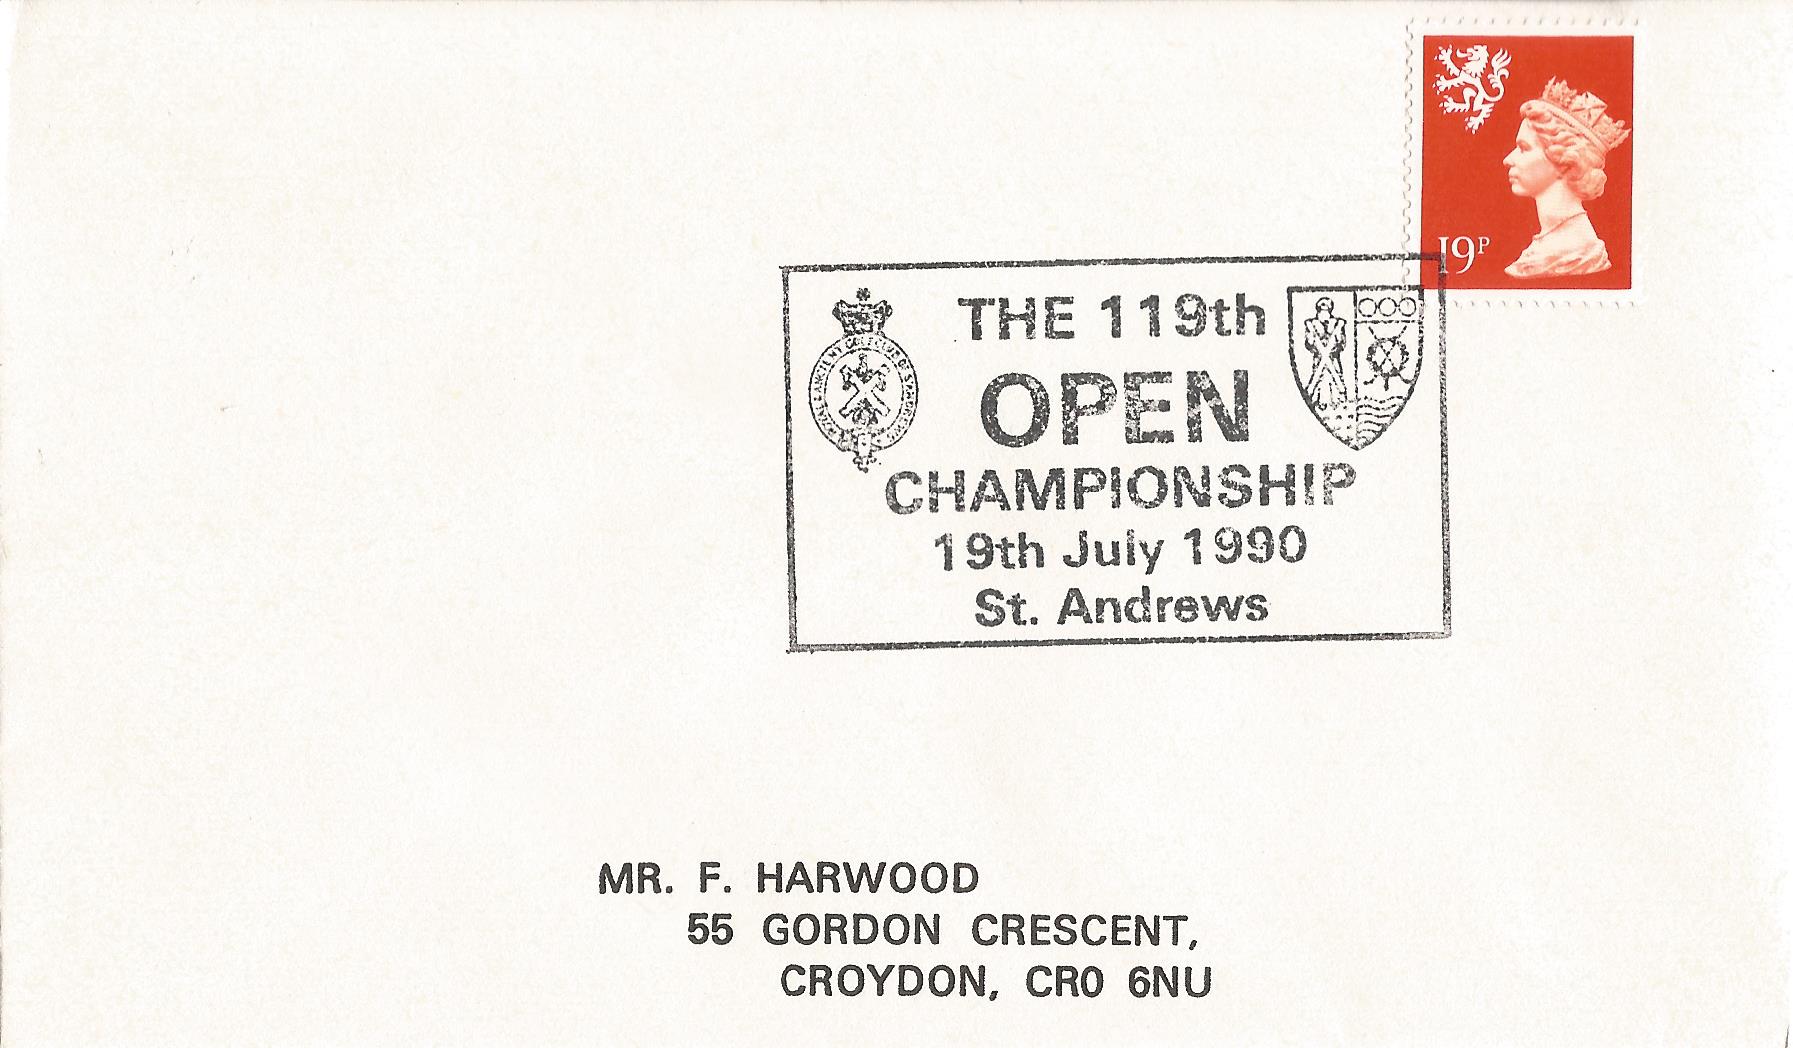 19P
THE 119th
OPEN
CHAMPIONSHIP
19th July 1990
St. Andrews
MR. F. HARWOOD
55 GORDON CRESCENT,
CROYDON, CR0 6NU